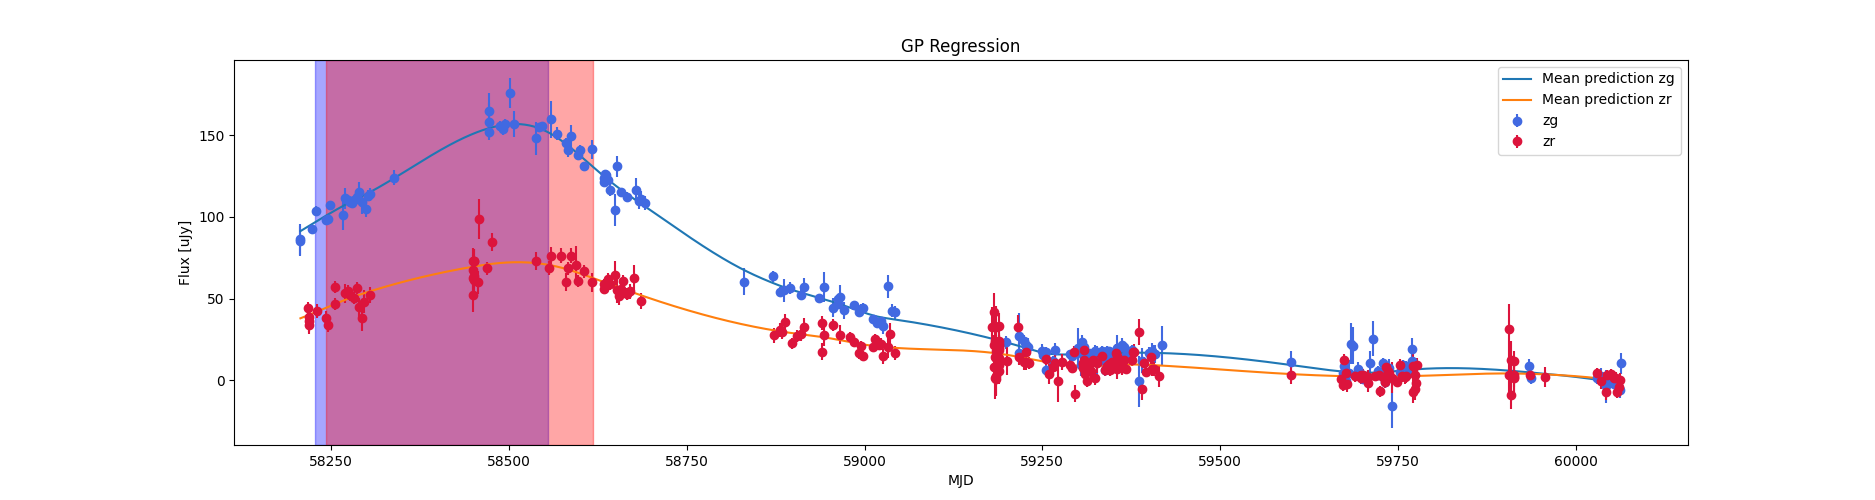 GP Regression
Flux [uJy]
150
100
50
0
58250
58500
58750
59000
59250
59500
59750
60000
MJD
Mean prediction zg
Mean prediction zr
zg
zr